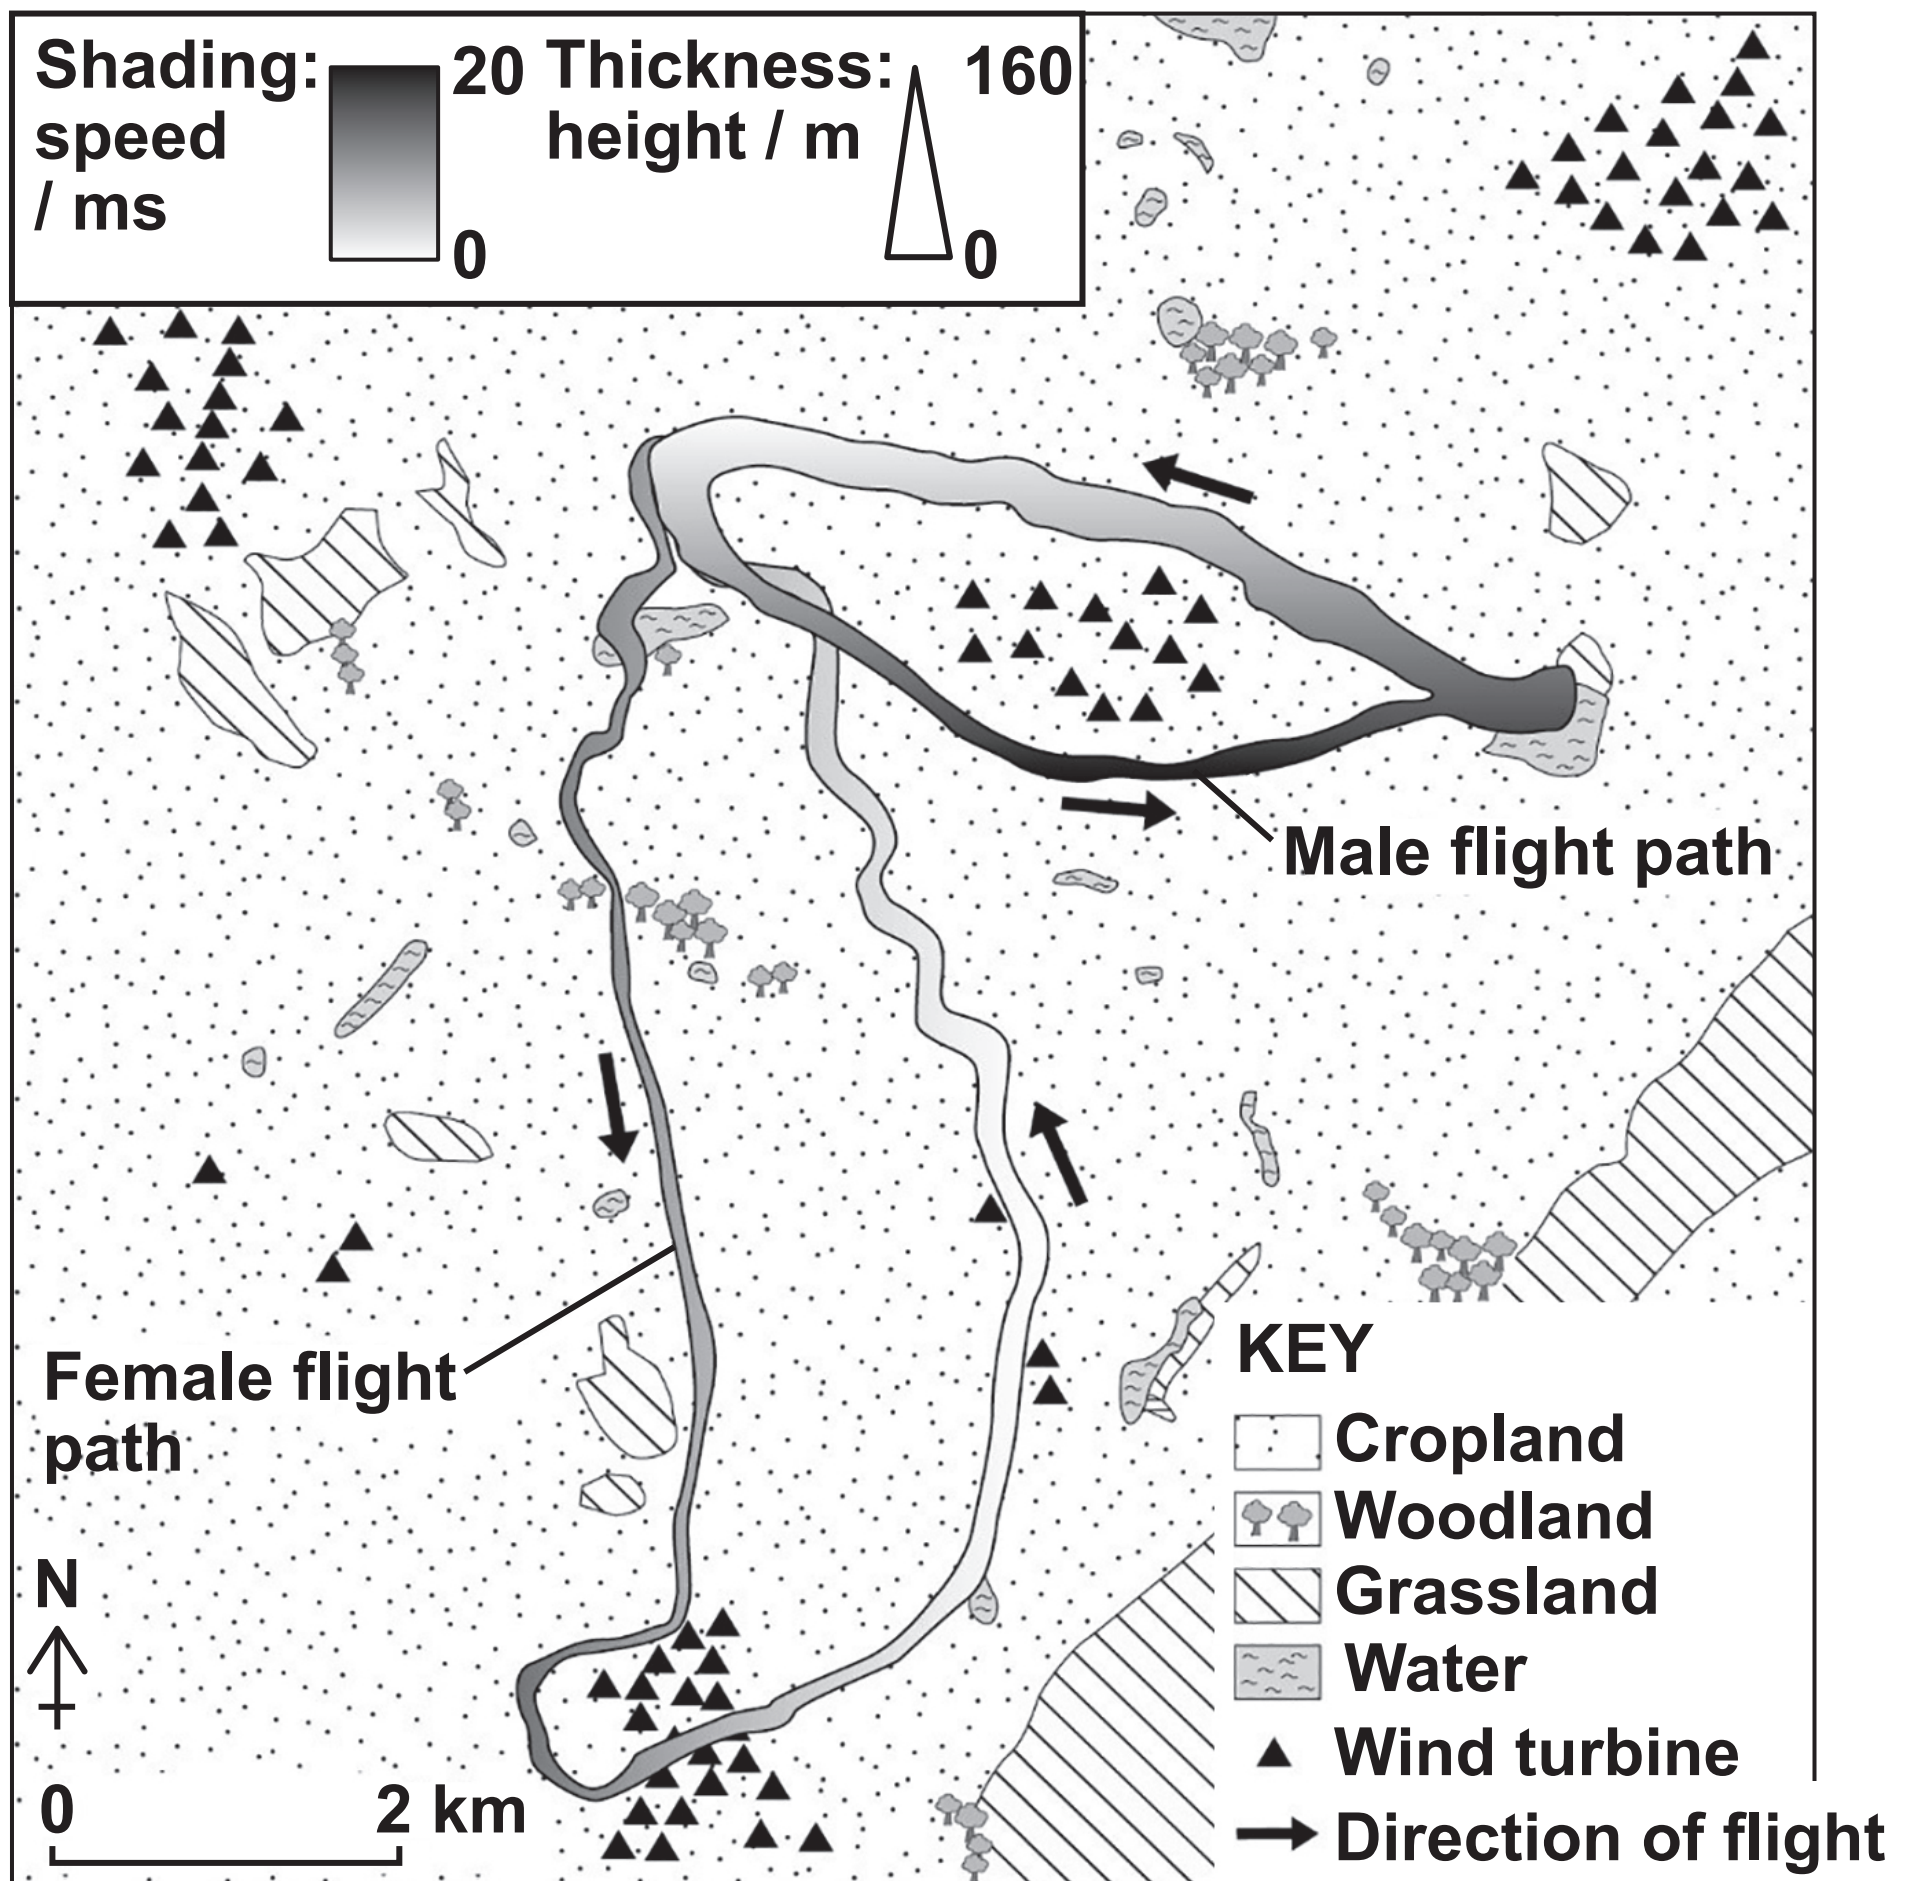 Shading:
speed
/ ms
20
0
Thickness:
height / m
160
0
Male flight path
Female flight
path
N
0 2 km
KEY
Cropland
Woodland
Grassland
Water
Wind turbine
Direction of flight